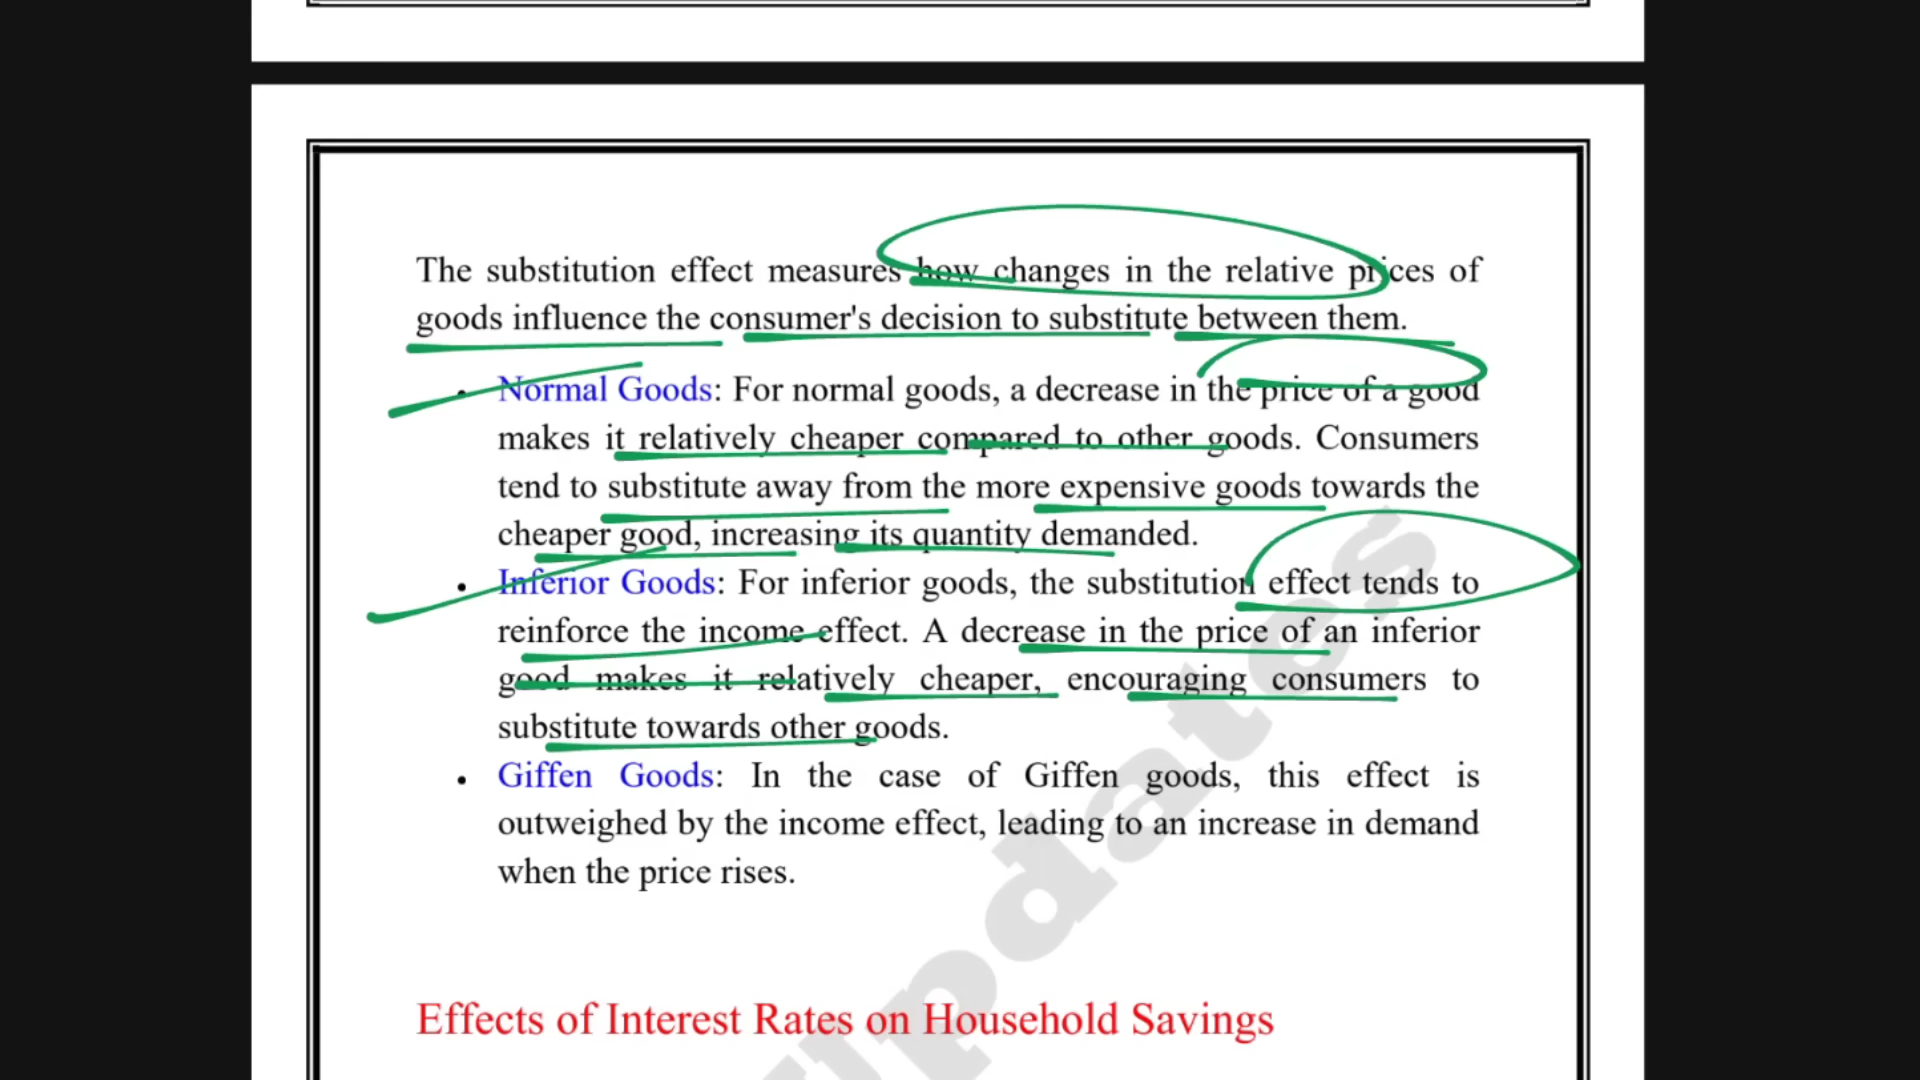 The substitution effect measures how changes in the relative prices of
goods influence the consumer's decision to substitute between them.
• Normal Goods: For normal goods, a decrease in the price of a good
makes it relatively cheaper compared to other goods. Consumers
tend to substitute away from the more expensive goods towards the
cheaper good, increasing its quantity demanded.
• Inferior Goods: For inferior goods, the substitution effect tends to
reinforce the income effect. A decrease in the price of an inferior
good makes it relatively cheaper, encouraging consumers to
substitute towards other goods.
• Giffen Goods: In the case of Giffen goods, this effect is
outweighed by the income effect, leading to an increase in demand
when the price rises.
Updates
Effects of Interest Rates on Household Savings